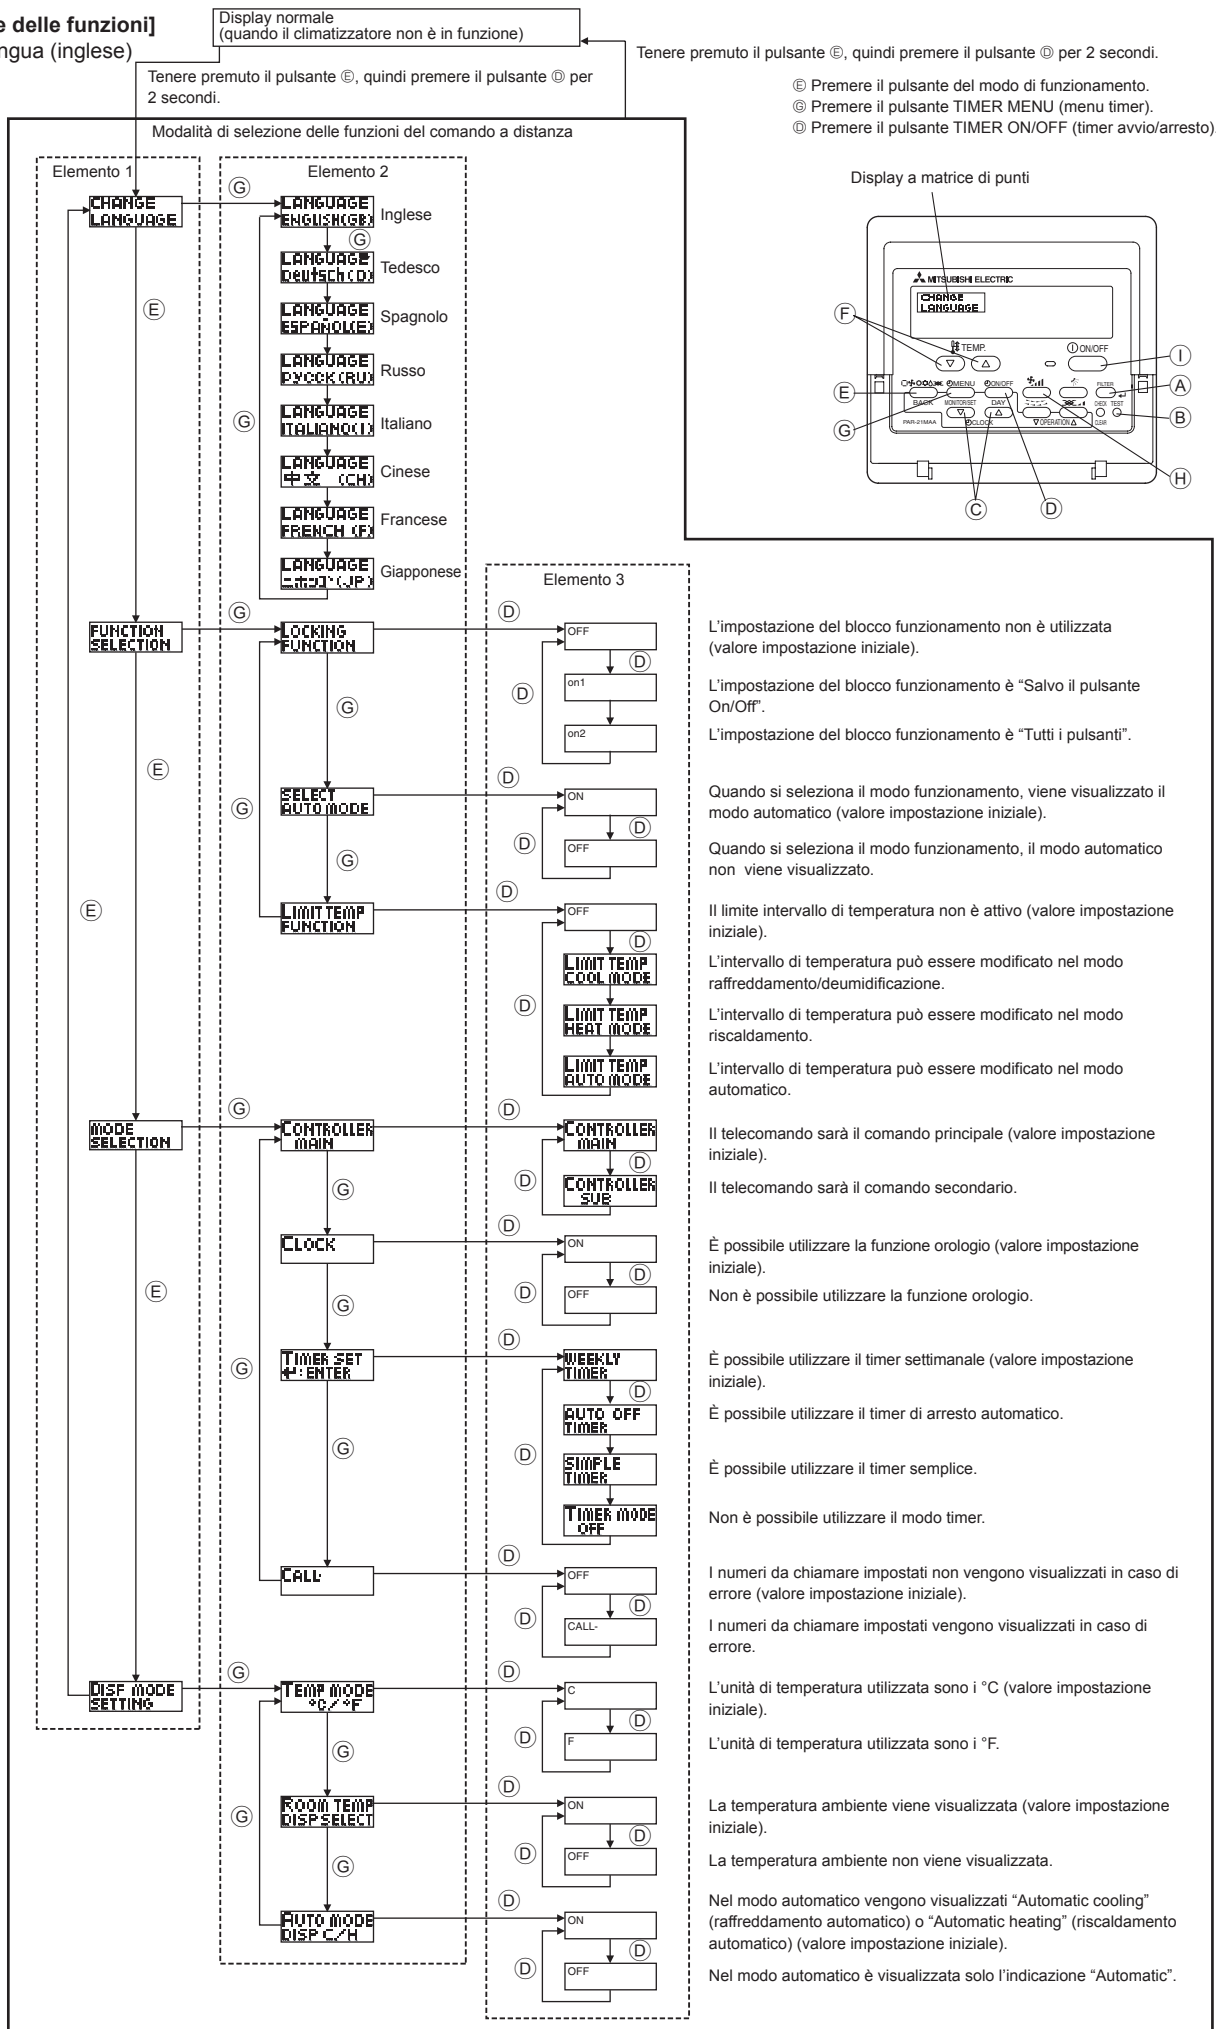 e delle funzioni]
ngua (inglese)
Display normale
(quando il climatizzatore non è in funzione)
Tenere premuto il pulsante Ⓔ, quindi premere il pulsante Ⓓ per
2 secondi.
Tenere premuto il pulsante Ⓔ, quindi premere il pulsante Ⓓ per 2 secondi.
Ⓔ Premere il pulsante del modo di funzionamento.
Ⓖ Premere il pulsante TIMER MENU (menu timer).
Ⓓ Premere il pulsante TIMER ON/OFF (timer avvio/arresto).
Modalità di selezione delle funzioni del comando a distanza
Display a matrice di punti
MITSUBISHI ELECTRIC
CHANGE
LANGUAGE
TEMP.
ON/OFF
MENU
ON/OFF
FILTER
BACK
MONITOR/SET
DAY
CHECK
TEST
PAR-21MAA
CLOCK
OPERATION
CLEAR
Ⓕ
Ⓔ
Ⓖ
Ⓒ
Ⓓ
Ⓘ
Ⓐ
Ⓑ
Ⓗ
Elemento 1
CHANGE
LANGUAGE
Ⓔ
FUNCTION
SELECTION
Ⓔ
Ⓔ
MODE
SELECTION
Ⓔ
DISP MODE
SETTING
Elemento 2
Ⓖ
LANGUAGE
ENGLISH(GB)
Inglese
Ⓖ
LANGUAGE
Deutsch(D)
Tedesco
LANGUAGE
ESPAÑOL(E)
Spagnolo
LANGUAGE
РУССК(RU)
Russo
Ⓖ
LANGUAGE
ITALIANO(I)
Italiano
LANGUAGE
中文 (CH)
Cinese
LANGUAGE
FRENCH (F)
Francese
LANGUAGE
ニホンゴ(JP)
Giapponese
Elemento 3
Ⓖ
LOCKING
FUNCTION
Ⓓ
OFF
L’impostazione del blocco funzionamento non è utilizzata
(valore impostazione iniziale).
Ⓓ
Ⓓ
on1
L’impostazione del blocco funzionamento è “Salvo il pulsante
On/Off”.
Ⓖ
on2
L’impostazione del blocco funzionamento è “Tutti i pulsanti”.
Ⓖ
SELECT
AUTO MODE
Ⓓ
ON
Quando si seleziona il modo funzionamento, viene visualizzato il
modo automatico (valore impostazione iniziale).
Ⓓ
Ⓓ
OFF
Quando si seleziona il modo funzionamento, il modo automatico
non viene visualizzato.
Ⓖ
LIMIT TEMP
FUNCTION
Ⓓ
OFF
Il limite intervallo di temperatura non è attivo (valore impostazione
iniziale).
Ⓓ
LIMIT TEMP
COOL MODE
L’intervallo di temperatura può essere modificato nel modo
raffreddamento/deumidificazione.
Ⓓ
LIMIT TEMP
HEAT MODE
L’intervallo di temperatura può essere modificato nel modo
riscaldamento.
LIMIT TEMP
AUTO MODE
L’intervallo di temperatura può essere modificato nel modo
automatico.
Ⓖ
CONTROLLER
MAIN
Ⓓ
CONTROLLER
MAIN
Il telecomando sarà il comando principale (valore impostazione
iniziale).
Ⓓ
Ⓓ
CONTROLLER
SUB
Il telecomando sarà il comando secondario.
Ⓖ
CLOCK
Ⓓ
ON
È possibile utilizzare la funzione orologio (valore impostazione
iniziale).
Ⓓ
Ⓓ
OFF
Non è possibile utilizzare la funzione orologio.
Ⓖ
Ⓖ
TIMER SET
↵:ENTER
Ⓓ
WEEKLY
TIMER
È possibile utilizzare il timer settimanale (valore impostazione
iniziale).
Ⓓ
AUTO OFF
TIMER
È possibile utilizzare il timer di arresto automatico.
Ⓖ
Ⓓ
SIMPLE
TIMER
È possibile utilizzare il timer semplice.
TIMER MODE
OFF
Non è possibile utilizzare il modo timer.
CALL-
Ⓓ
OFF
I numeri da chiamare impostati non vengono visualizzati in caso di
errore (valore impostazione iniziale).
Ⓓ
Ⓓ
CALL-
I numeri da chiamare impostati vengono visualizzati in caso di
errore.
Ⓖ
TEMP MODE
°C/°F
Ⓓ
C
L’unità di temperatura utilizzata sono i °C (valore impostazione
iniziale).
Ⓓ
Ⓓ
F
L’unità di temperatura utilizzata sono i °F.
Ⓖ
Ⓖ
ROOM TEMP
DISP SELECT
Ⓓ
ON
La temperatura ambiente viene visualizzata (valore impostazione
iniziale).
Ⓓ
Ⓓ
OFF
La temperatura ambiente non viene visualizzata.
Ⓖ
AUTO MODE
DISP C/H
Ⓓ
ON
Nel modo automatico vengono visualizzati “Automatic cooling”
(raffreddamento automatico) o “Automatic heating” (riscaldamento
automatico) (valore impostazione iniziale).
Ⓓ
Ⓓ
OFF
Nel modo automatico è visualizzata solo l’indicazione “Automatic”.